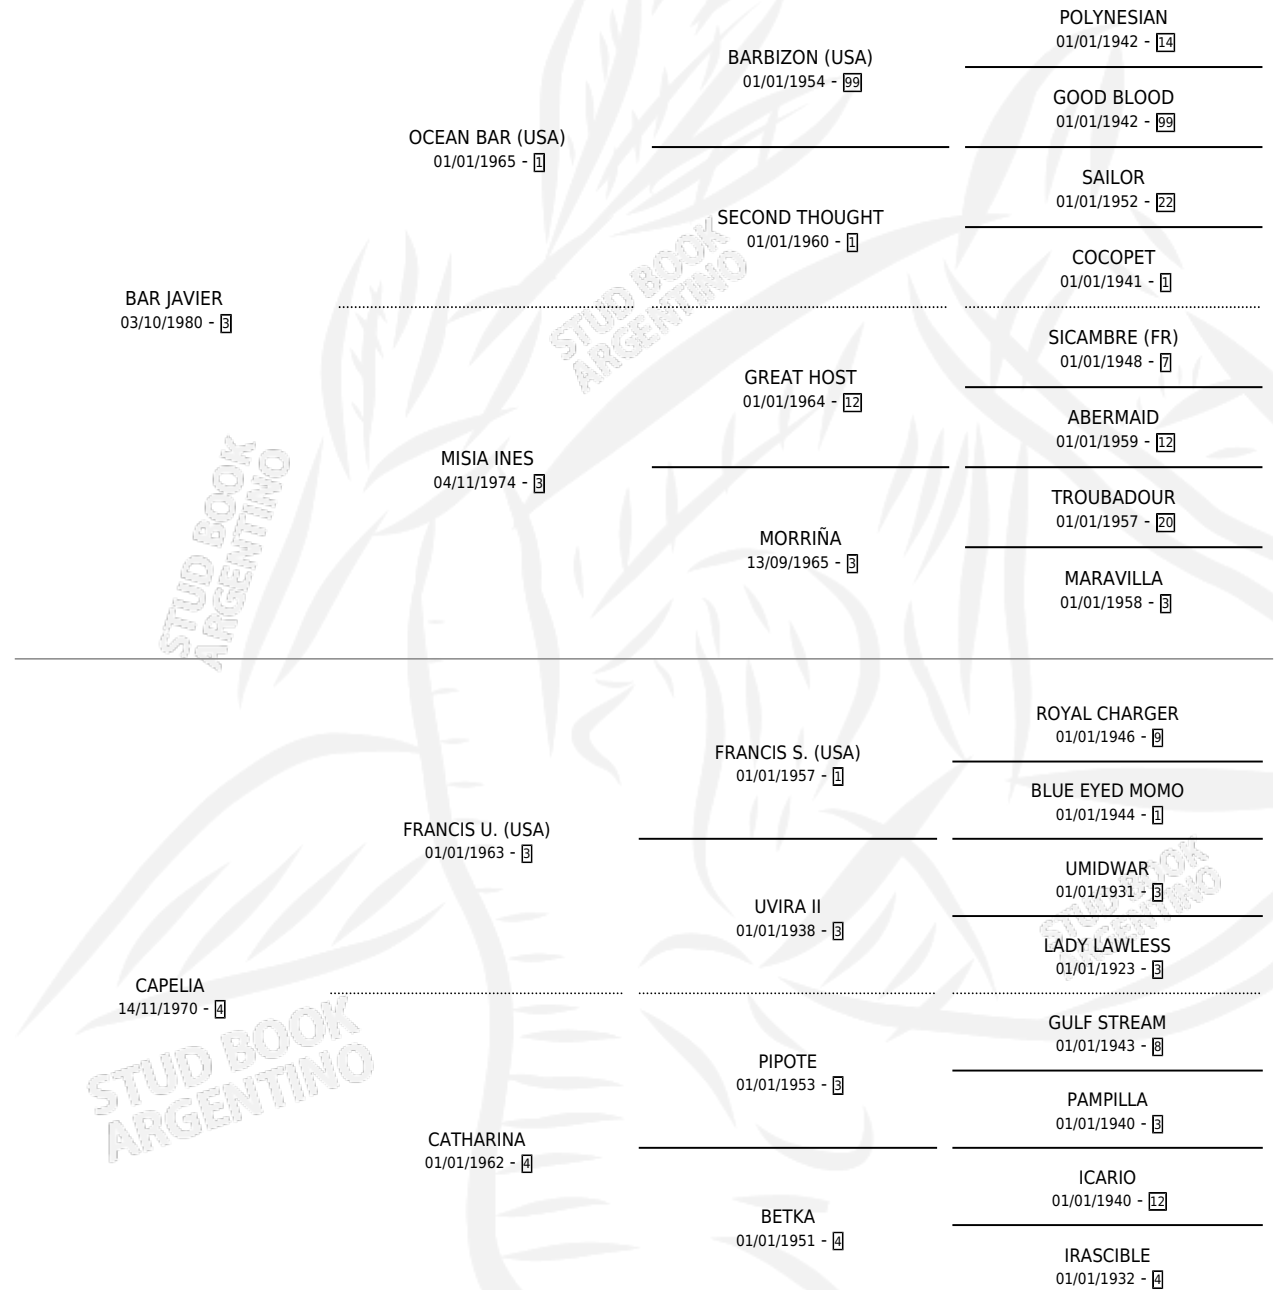 POLYNESIAN
01/01/1942 - 14
BARBIZON (USA)
01/01/1954 - 99
GOOD BLOOD
01/01/1942 - 99
OCEAN BAR (USA)
01/01/1965 - 1
SAILOR
01/01/1952 - 22
SECOND THOUGHT
01/01/1960 - 1
COCOPET
01/01/1941 - 1
BAR JAVIER
03/10/1980 - 3
SICAMBRE (FR)
01/01/1948 - 7
GREAT HOST
01/01/1964 - 12
ABERMAID
01/01/1959 - 12
MISIA INES
04/11/1974 - 3
TROUBADOUR
01/01/1957 - 20
MORRIÑA
13/09/1965 - 3
MARAVILLA
01/01/1958 - 3
ROYAL CHARGER
01/01/1946 - 9
FRANCIS S. (USA)
01/01/1957 - 1
BLUE EYED MOMO
01/01/1944 - 1
FRANCIS U. (USA)
01/01/1963 - 3
UMIDWAR
01/01/1931 - 3
UVIRA II
01/01/1938 - 3
LADY LAWLESS
01/01/1923 - 3
CAPELIA
14/11/1970 - 4
GULF STREAM
01/01/1943 - 8
PIPOTE
01/01/1953 - 3
PAMPILLA
01/01/1940 - 3
CATHARINA
01/01/1962 - 4
ICARIO
01/01/1940 - 12
BETKA
01/01/1951 - 4
IRASCIBLE
01/01/1932 - 4
STUD BOOK
ARGENTINO
STUD BOOK
ARGENTINO
STUD BOOK
ARGENTINO
STUD BOOK
ARGENTINO